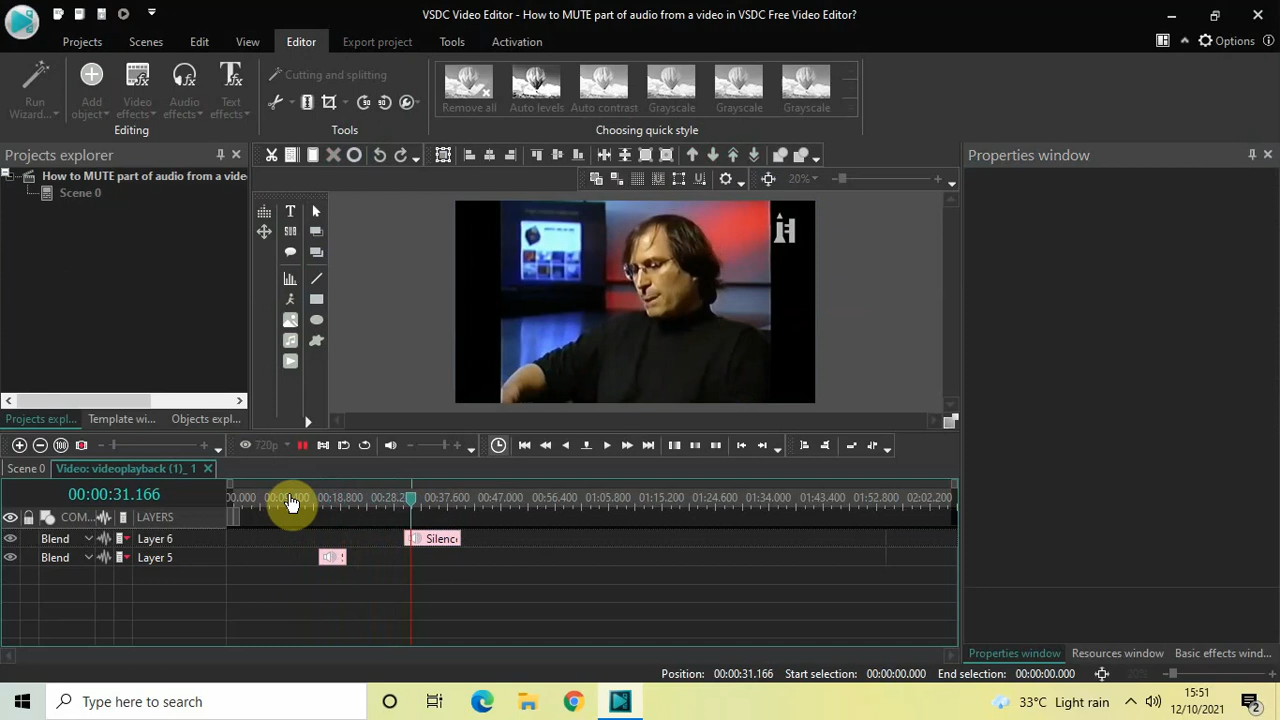 VSDC Video Editor - How to MUTE part of audio from a video in VSDC Free Video Editor?
Projects Scenes Edit View Editor Export project Tools Activation
Options
Run Wizard...
Add object
Video effects
Audio effects
Text effects
Editing
Cutting and splitting
Tools
Remove all Auto levels Auto contrast Grayscale Grayscale Grayscale
Choosing quick style
Projects explorer
Properties window
How to MUTE part of audio from a vide
Scene 0
20%
Projects expl... Template wi... Objects expl...
720p
Scene 0 Video: videoplayback (1)_ 1
00:00:31.166
0.000 00:18.800 00:28.2 00:37.600 00:47.000 00:56.400 01:05.800 01:15.200 01:24.600 01:34.000 01:43.400 01:52.800 02:02.200
COM... LAYERS
Blend Layer 6 Silenc
Blend Layer 5
Properties window Resources window Basic effects wind...
Position: 00:00:31.166 Start selection: 00:00:00.000 End selection: 00:00:00.000 20%
Type here to search
33°C Light rain
15:51
12/10/2021
2